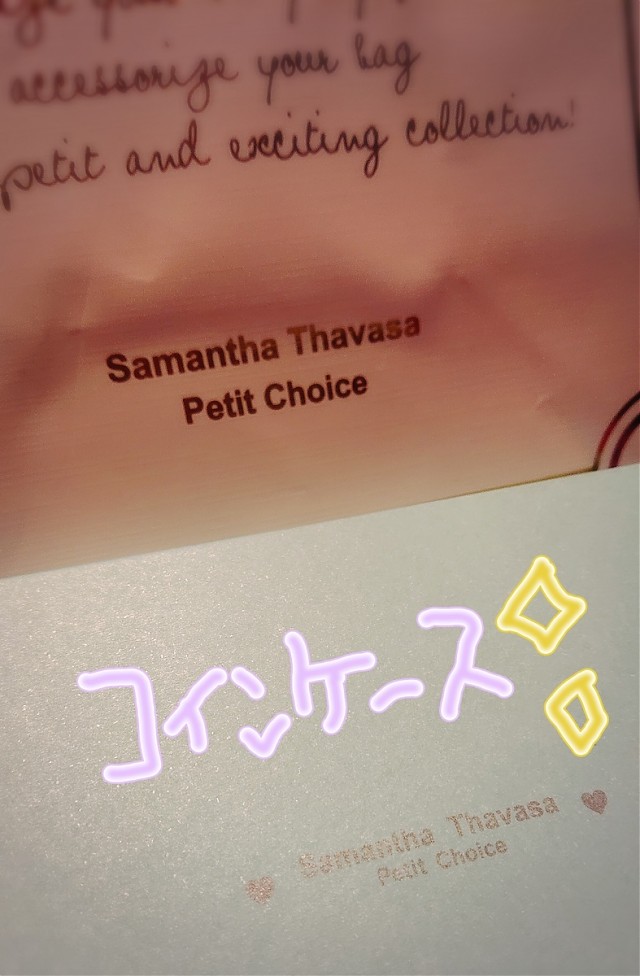 your
accessorize your bag
petit and exciting collection!
Samantha Thavasa
Petit Choice
コインケース
Samantha Thavasa
Petit Choice